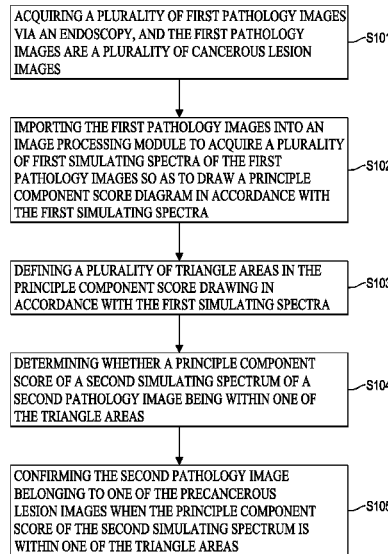 ACQUIRING A PLURALITY OF FIRST PATHOLOGY IMAGES
VIA AN ENDOSCOPY, AND THE FIRST PATHOLOGY
IMAGES ARE A PLURALITY OF CANCEROUS LESION
IMAGES
S101
IMPORTING THE FIRST PATHOLOGY IMAGES INTO AN
IMAGE PROCESSING MODULE TO ACQUIRE A PLURALITY
OF FIRST SIMULATING SPECTRA OF THE FIRST
PATHOLOGY IMAGES SO AS TO DRAW A PRINCIPLE
COMPONENT SCORE DIAGRAM IN ACCORDANCE WITH
THE FIRST SIMULATING SPECTRA
S102
DEFINING A PLURALITY OF TRIANGLE AREAS IN THE
PRINCIPLE COMPONENT SCORE DRAWING IN
ACCORDANCE WITH THE FIRST SIMULATING SPECTRA
S103
DETERMINING WHETHER A PRINCIPLE COMPONENT
SCORE OF A SECOND SIMULATING SPECTRUM OF A
SECOND PATHOLOGY IMAGE BEING WITHIN ONE OF
THE TRIANGLE AREAS
S104
CONFIRMING THE SECOND PATHOLOGY IMAGE
BELONGING TO ONE OF THE PRECANCEROUS
LESION IMAGES WHEN THE PRINCIPLE COMPONENT
SCORE OF THE SECOND SIMULATING SPECTRUM IS
WITHIN ONE OF THE TRIANGLE AREAS
S105